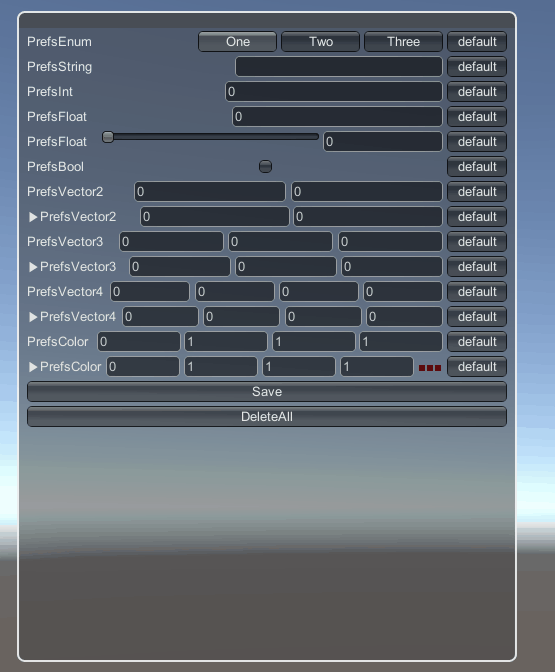 PrefsEnum One Two Three default
PrefsString default
PrefsInt 0 default
PrefsFloat 0 default
PrefsFloat 0 default
PrefsBool default
PrefsVector2 0 0 default
PrefsVector2 0 0 default
PrefsVector3 0 0 0 default
PrefsVector3 0 0 0 default
PrefsVector4 0 0 0 0 default
PrefsVector4 0 0 0 0 default
PrefsColor 0 1 1 1 default
PrefsColor 0 1 1 1 default
Save
DeleteAll